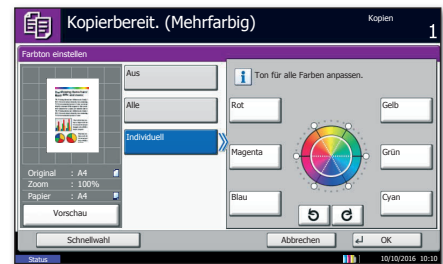 Kopierbereit. (Mehrfarbig)
Kopien
1
Farbton einstellen
Aus
Alle
Individuell
Ton für alle Farben anpassen.
Rot
Gelb
Magenta
Grün
Blau
Cyan
Original : A4
Zoom : 100%
Papier : A4
Vorschau
Schnellwahl
Abbrechen
OK
Status
10/10/2016 10:10